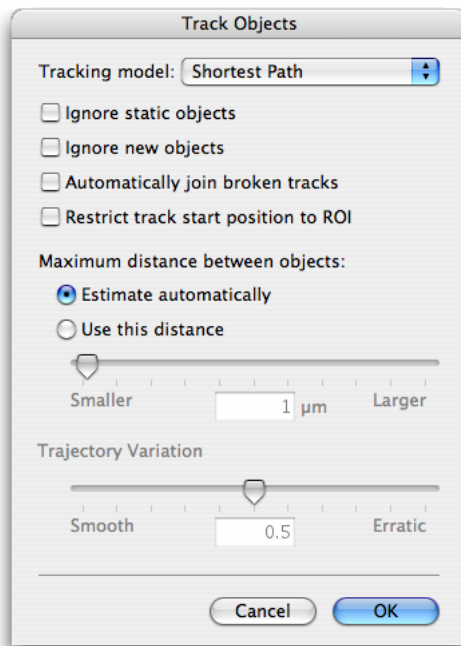 Track Objects
Tracking model: Shortest Path
Ignore static objects
Ignore new objects
Automatically join broken tracks
Restrict track start position to ROI
Maximum distance between objects:
Estimate automatically
Use this distance
Smaller 1 µm Larger
Trajectory Variation
Smooth 0.5 Erratic
Cancel OK